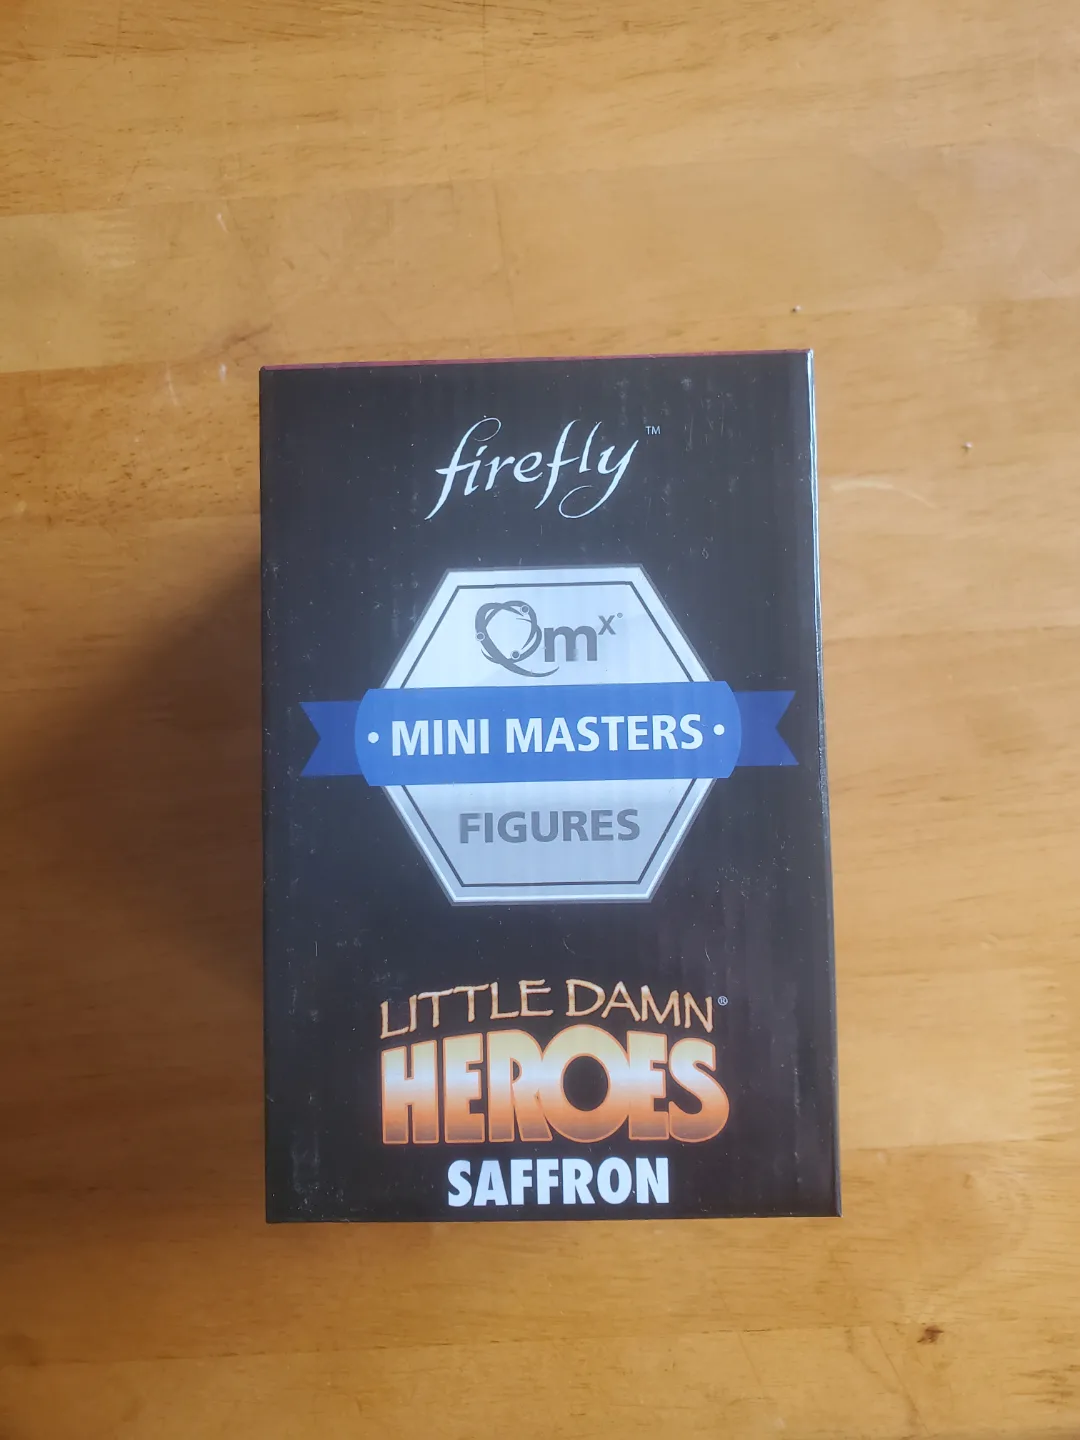 firefly™
Qmx®
• MINI MASTERS •
FIGURES
LITTLE DAMN®
HEROES
SAFFRON